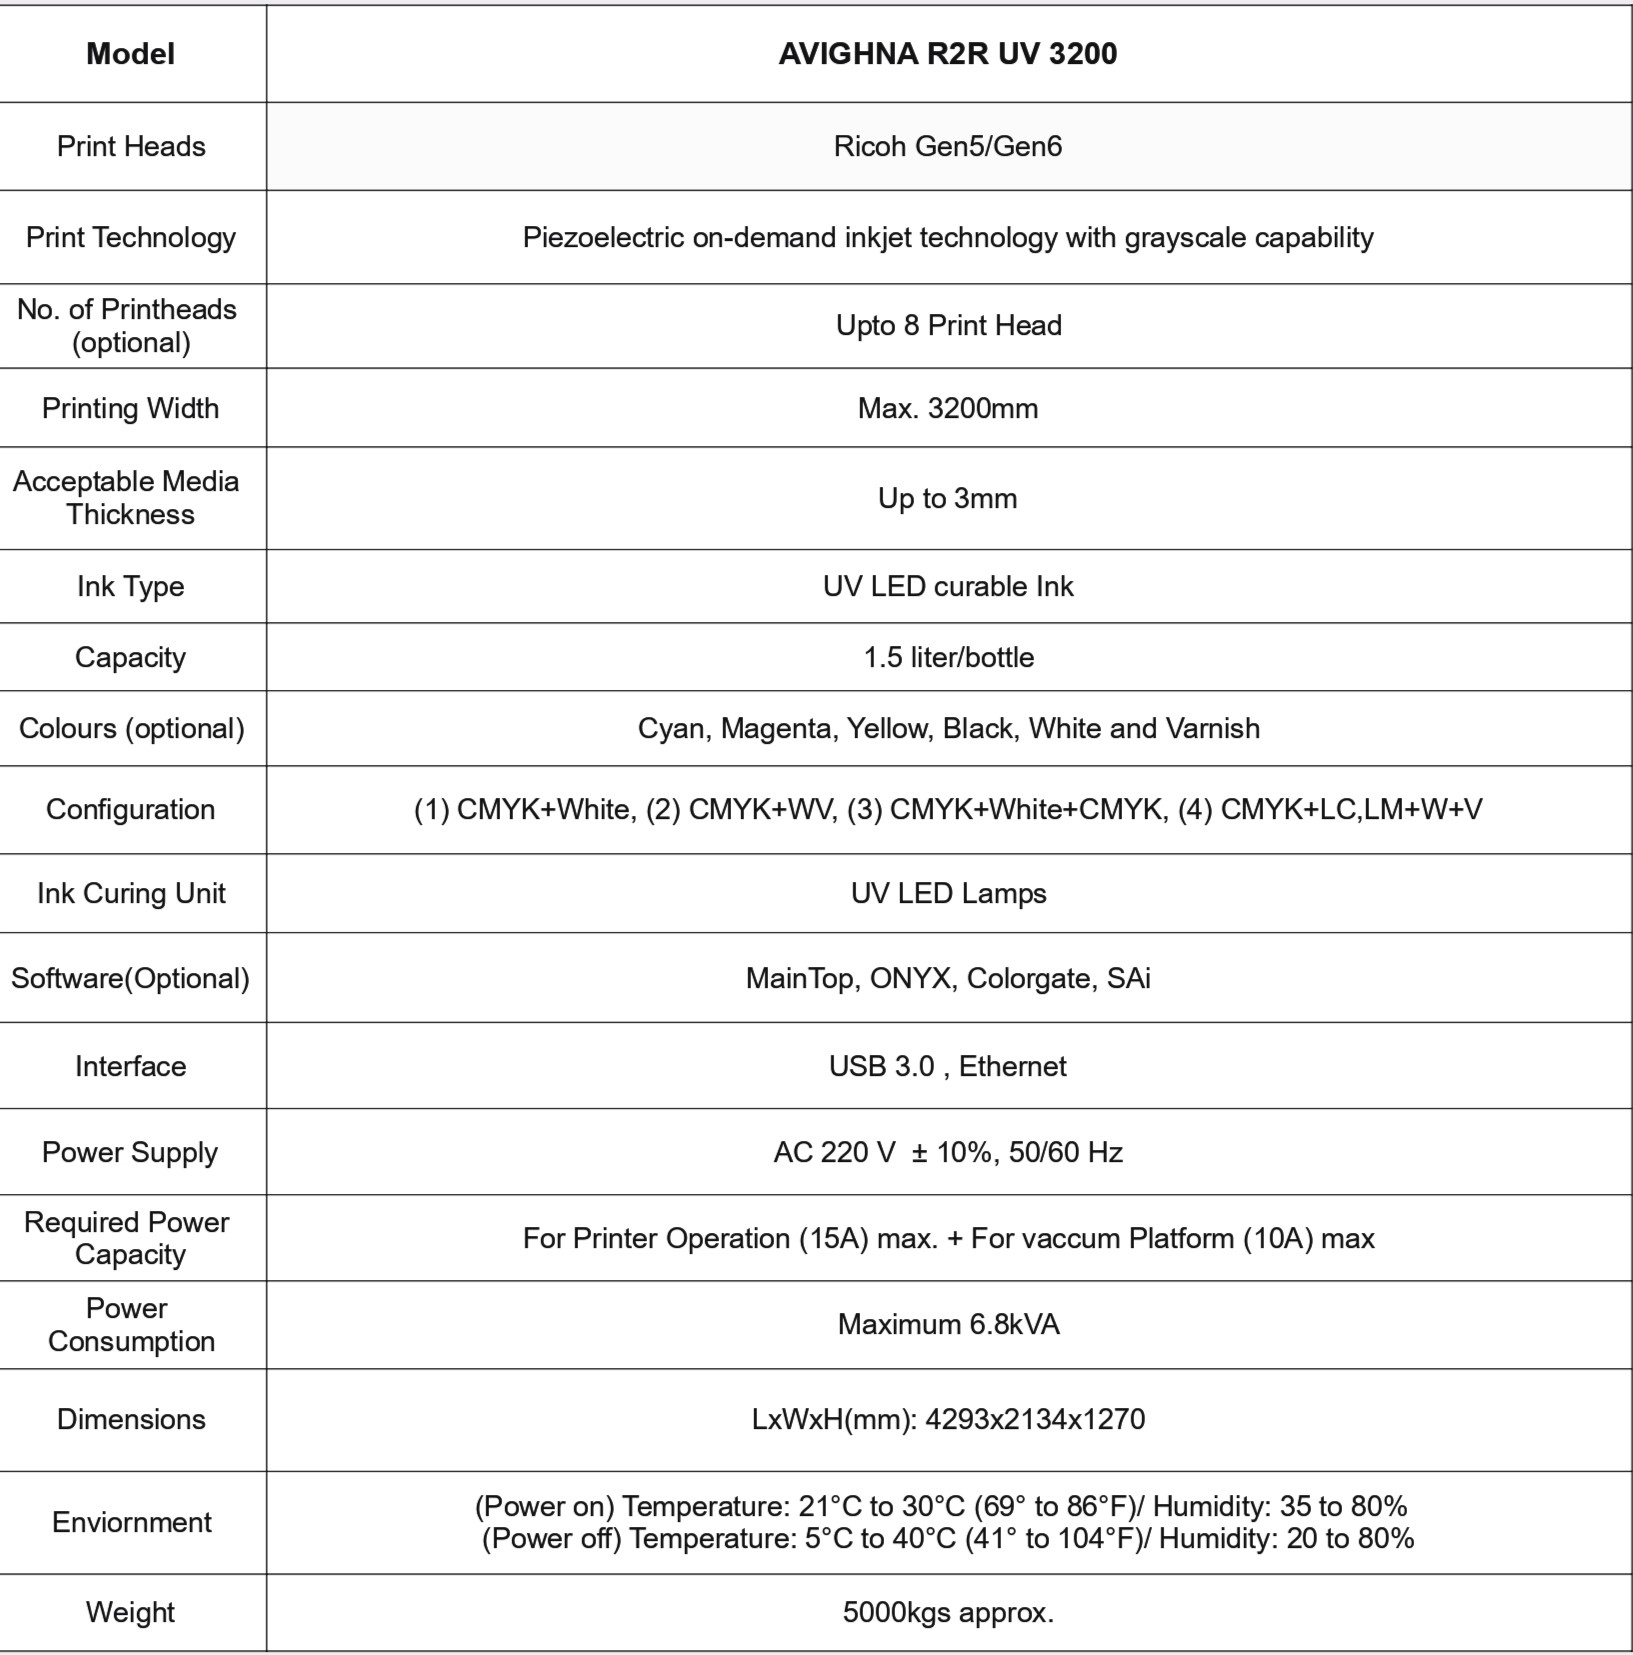 Model
AVIGHNA R2R UV 3200
Print Heads
Ricoh Gen5/Gen6
Print Technology
Piezoelectric on-demand inkjet technology with grayscale capability
No. of Printheads
(optional)
Upto 8 Print Head
Printing Width
Max. 3200mm
Acceptable Media
Thickness
Up to 3mm
Ink Type
UV LED curable Ink
Capacity
1.5 liter/bottle
Colours (optional)
Cyan, Magenta, Yellow, Black, White and Varnish
Configuration
(1) CMYK+White, (2) CMYK+WV, (3) CMYK+White+CMYK, (4) CMYK+LC,LM+W+V
Ink Curing Unit
UV LED Lamps
Software(Optional)
MainTop, ONYX, Colorgate, SAi
Interface
USB 3.0 , Ethernet
Power Supply
AC 220 V  ± 10%, 50/60 Hz
Required Power
Capacity
For Printer Operation (15A) max. + For vaccum Platform (10A) max
Power
Consumption
Maximum 6.8kVA
Dimensions
LxWxH(mm): 4293x2134x1270
Enviornment
(Power on) Temperature: 21°C to 30°C (69° to 86°F)/ Humidity: 35 to 80%
(Power off) Temperature: 5°C to 40°C (41° to 104°F)/ Humidity: 20 to 80%
Weight
5000kgs approx.